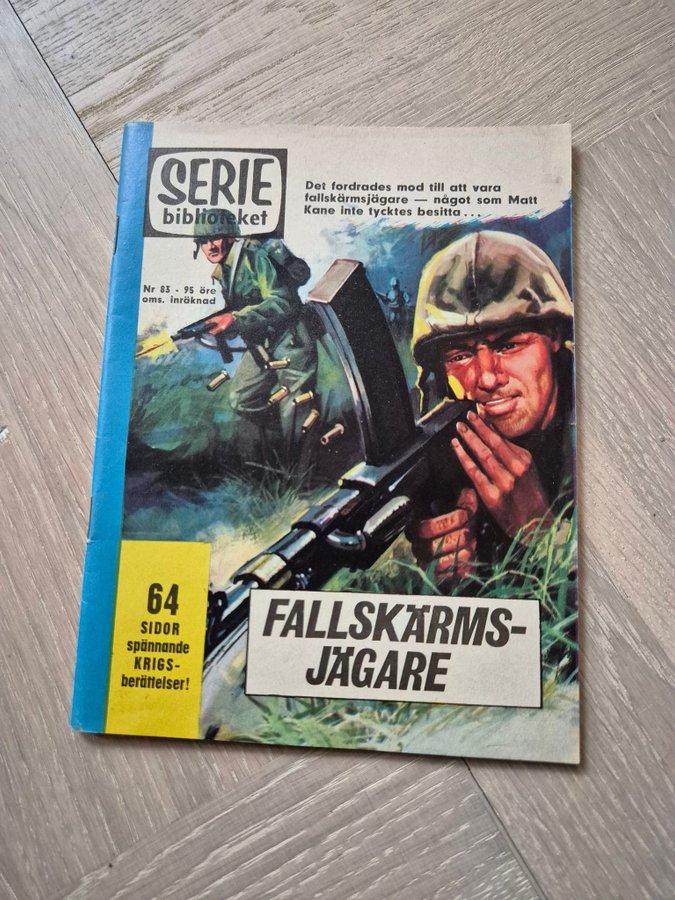 SERIE
biblioteket
Det fordrades mod till att vara
fallskärmsjägare — något som Matt
Kane inte tycktes besitta...
Nr 83 - 95 öre
oms. inräknad
64
SIDOR
spännande
KRIGS-
berättelser!
FALLSKÄRMS-
JÄGARE